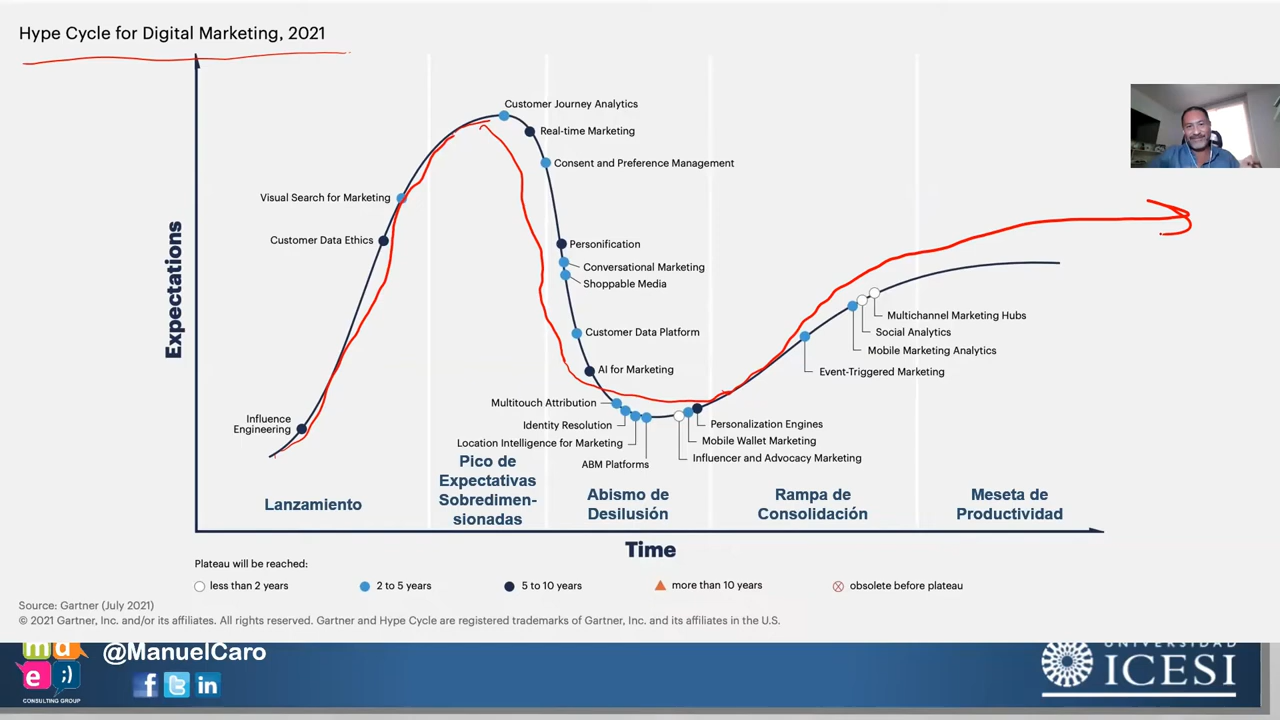 Hype Cycle for Digital Marketing, 2021
Customer Journey Analytics
Real-time Marketing
Consent and Preference Management
Visual Search for Marketing
Customer Data Ethics
Personification
Conversational Marketing
Shoppable Media
Expectations
Customer Data Platform
Multichannel Marketing Hubs
Social Analytics
Mobile Marketing Analytics
Event-Triggered Marketing
AI for Marketing
Multitouch Attribution
Influence
Engineering
Identity Resolution
Location Intelligence for Marketing
ABM Platforms
Personalization Engines
Mobile Wallet Marketing
Influencer and Advocacy Marketing
Lanzamiento
Pico de
Expectativas
Sobredimen-
sionadas
Abismo de
Desilusión
Rampa de
Consolidación
Meseta de
Productividad
Time
Plateau will be reached:
less than 2 years
2 to 5 years
5 to 10 years
more than 10 years
obsolete before plateau
Source: Gartner (July 2021)
© 2021 Gartner, Inc. and/or its affiliates. All rights reserved. Gartner and Hype Cycle are registered trademarks of Gartner, Inc. and its affiliates in the U.S.
md
e ;)
CONSULTING GROUP
@ManuelCaro
UNIVERSIDAD
ICESI